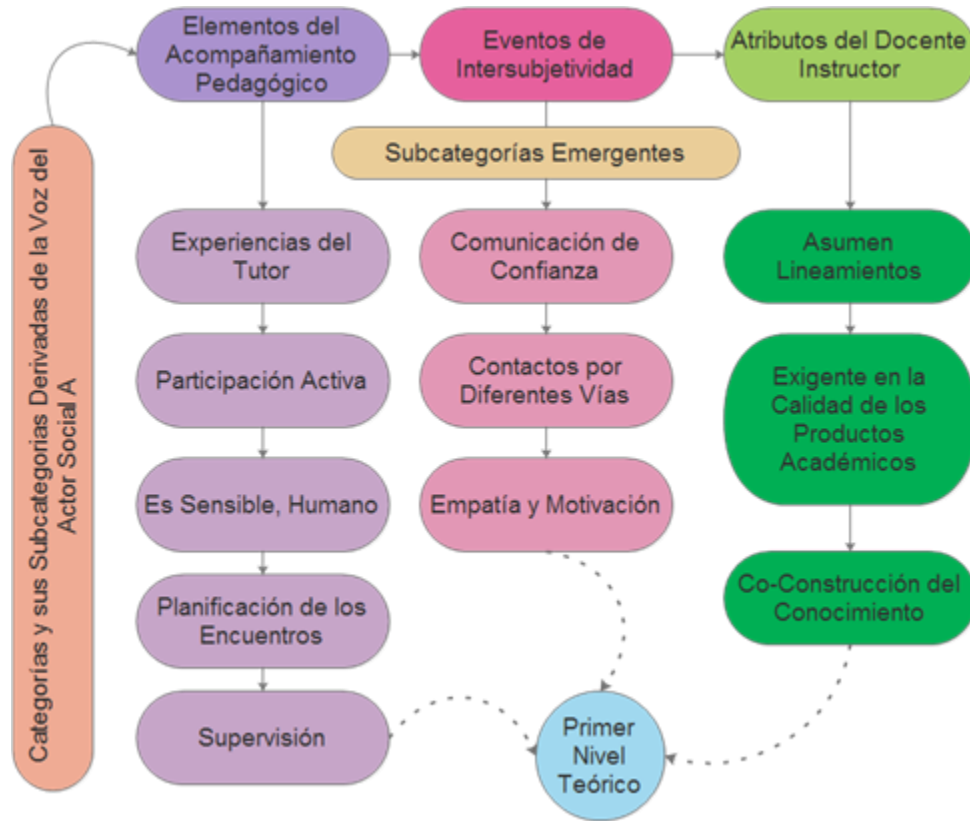 Categorías y sus Subcategorías Derivadas de la Voz del
Actor Social A
Elementos del
Acompañamiento
Pedagógico
Eventos de
Intersubjetividad
Atributos del Docente
Instructor
Subcategorías Emergentes
Experiencias del
Tutor
Participación Activa
Es Sensible, Humano
Planificación de los
Encuentros
Supervisión
Comunicación de
Confianza
Contactos por
Diferentes Vías
Empatía y Motivación
Asumen
Lineamientos
Exigente en la
Calidad de los
Productos
Académicos
Co-Construcción del
Conocimiento
Primer
Nivel
Teórico